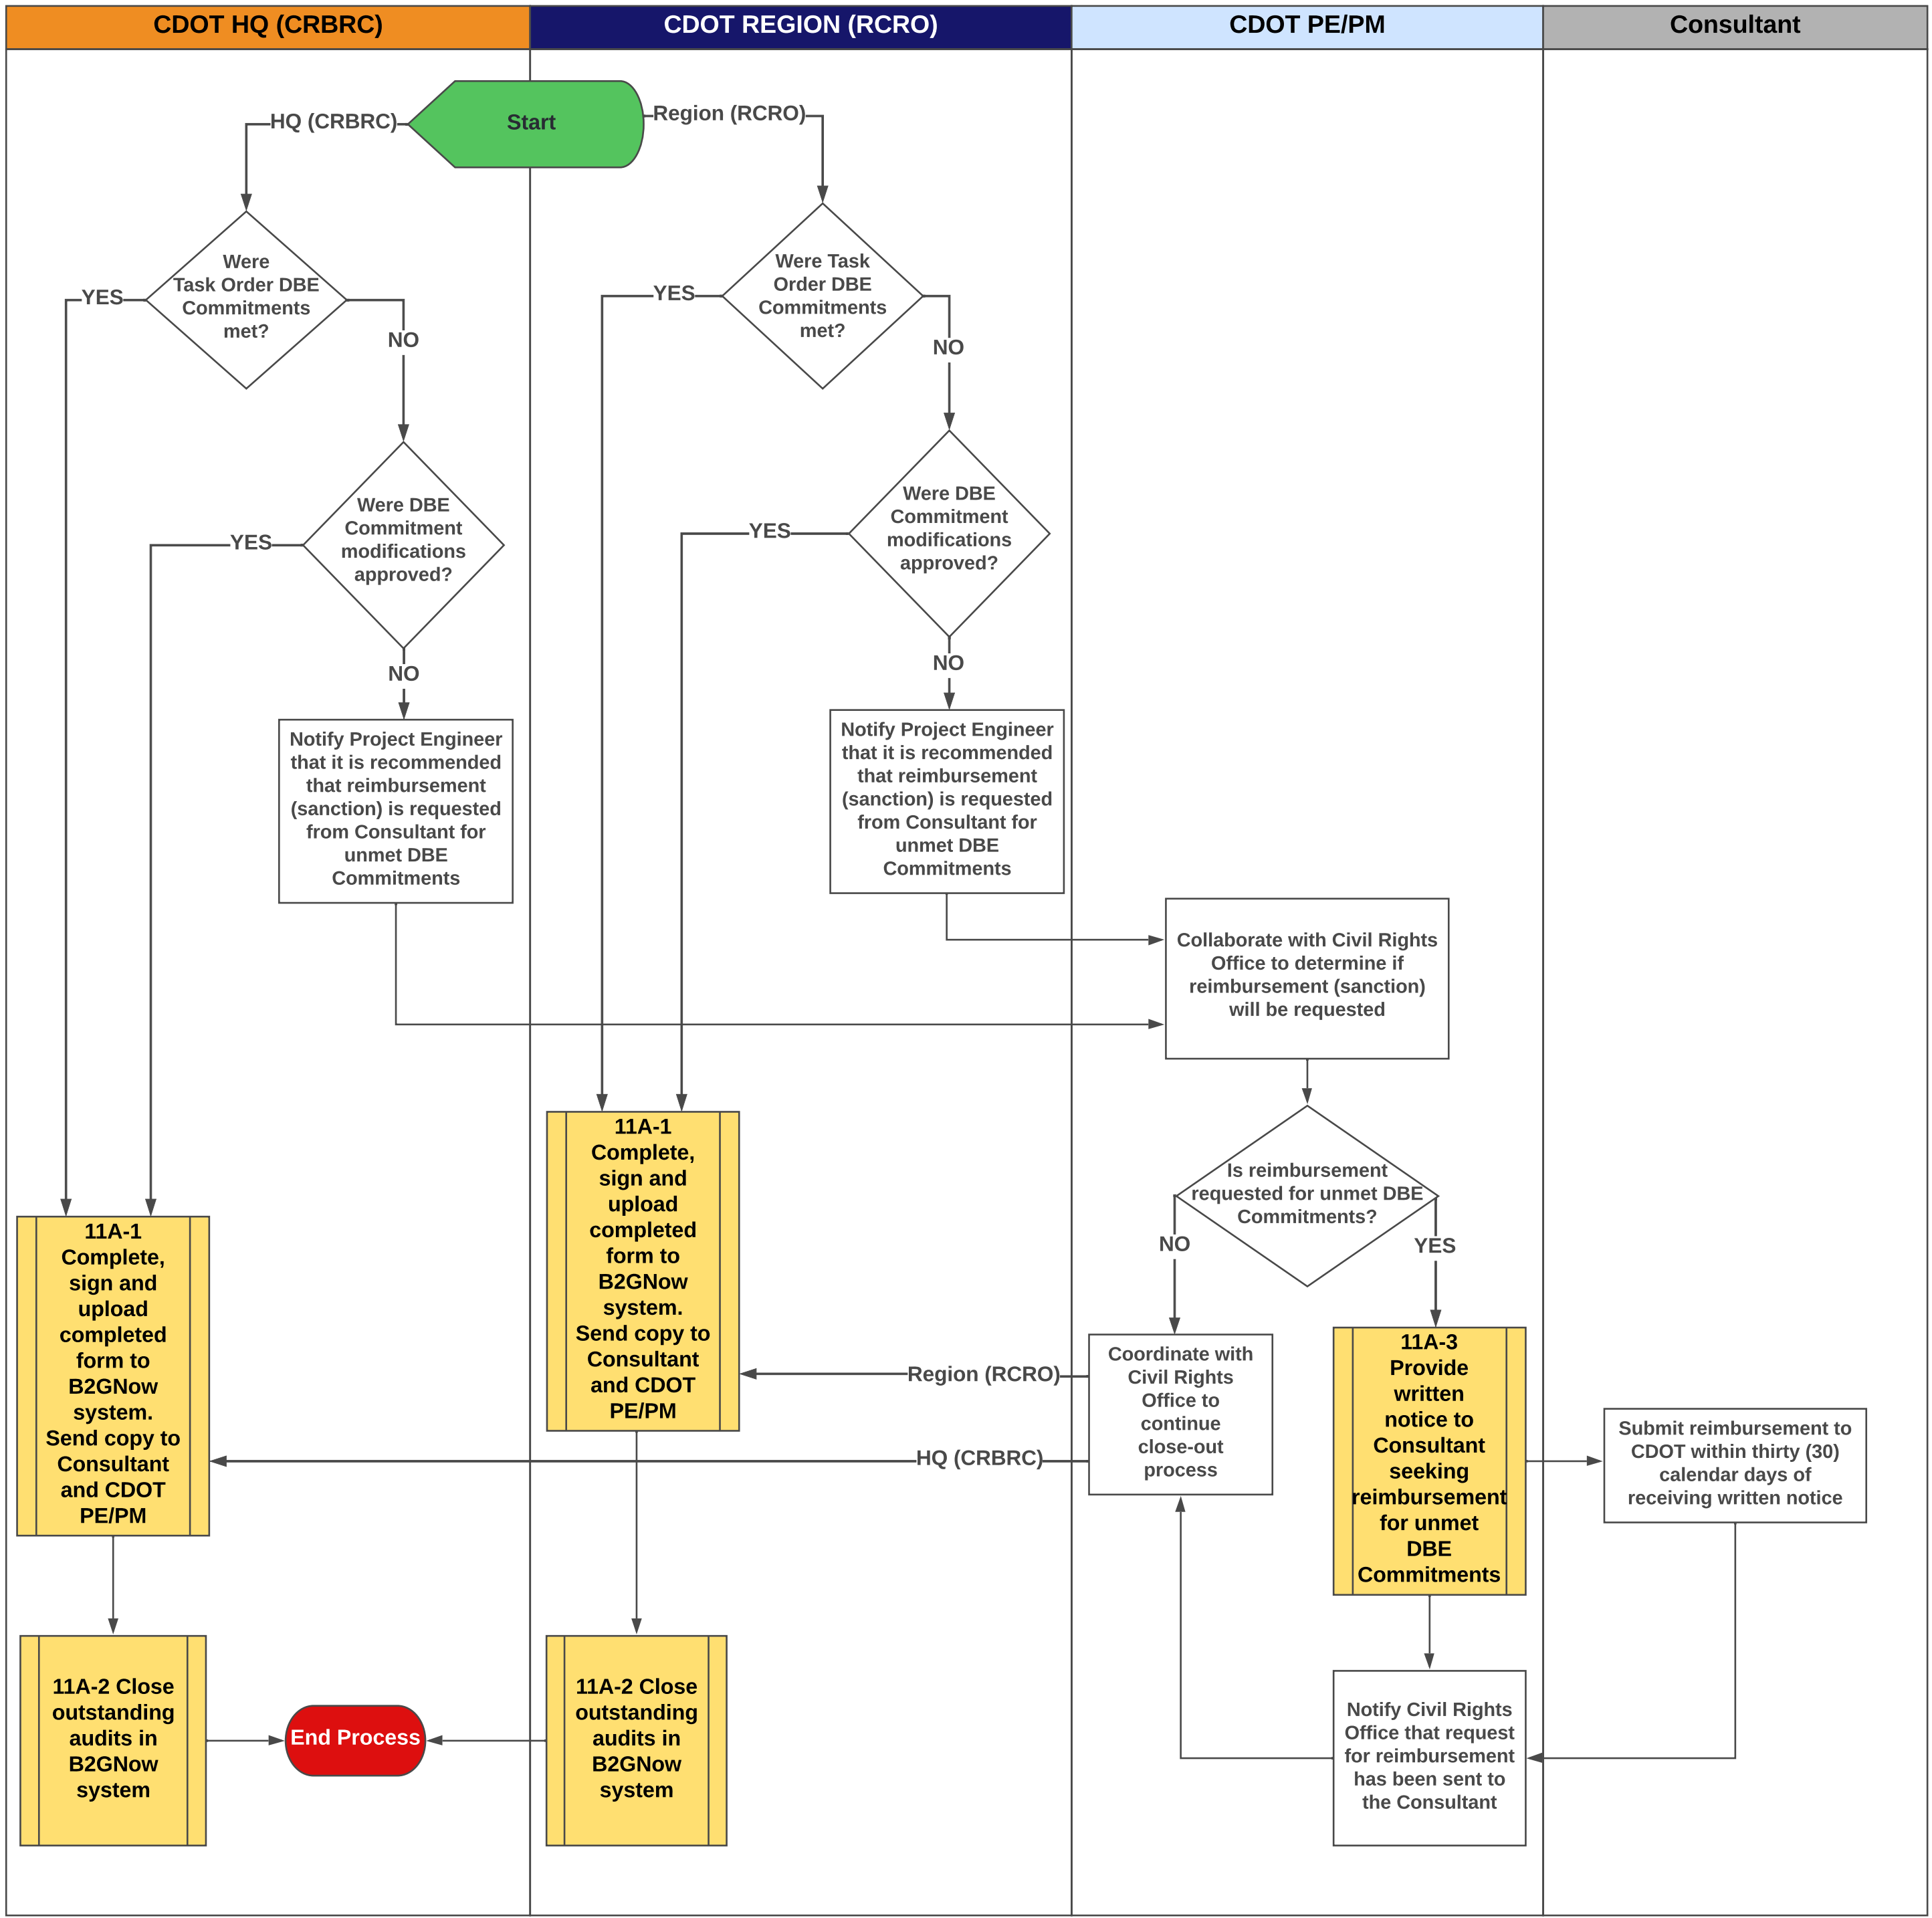 CDOT HQ (CRBRC)
CDOT REGION (RCRO)
CDOT PE/PM
Consultant
Start
HQ (CRBRC)
Region (RCRO)
Were
Task Order DBE
Commitments
met?
YES
NO
Were DBE
Commitment
modifications
approved?
YES
NO
Notify Project Engineer
that it is recommended
that reimbursement
(sanction) is requested
from Consultant for
unmet DBE
Commitments
Were Task
Order DBE
Commitments
met?
YES
NO
Were DBE
Commitment
modifications
approved?
YES
NO
Notify Project Engineer
that it is recommended
that reimbursement
(sanction) is requested
from Consultant for
unmet DBE
Commitments
Collaborate with Civil Rights
Office to determine if
reimbursement (sanction)
will be requested
Is reimbursement
requested for unmet DBE
Commitments?
NO
YES
11A-1
Complete,
sign and
upload
completed
form to
B2GNow
system.
Send copy to
Consultant
and CDOT
PE/PM
11A-1
Complete,
sign and
upload
completed
form to
B2GNow
system.
Send copy to
Consultant
and CDOT
PE/PM
Region (RCRO)
HQ (CRBRC)
Coordinate with
Civil Rights
Office to
continue
close-out
process
11A-3
Provide
written
notice to
Consultant
seeking
reimbursement
for unmet
DBE
Commitments
Submit reimbursement to
CDOT within thirty (30)
calendar days of
receiving written notice
11A-2 Close
outstanding
audits in
B2GNow
system
End Process
11A-2 Close
outstanding
audits in
B2GNow
system
Notify Civil Rights
Office that request
for reimbursement
has been sent to
the Consultant